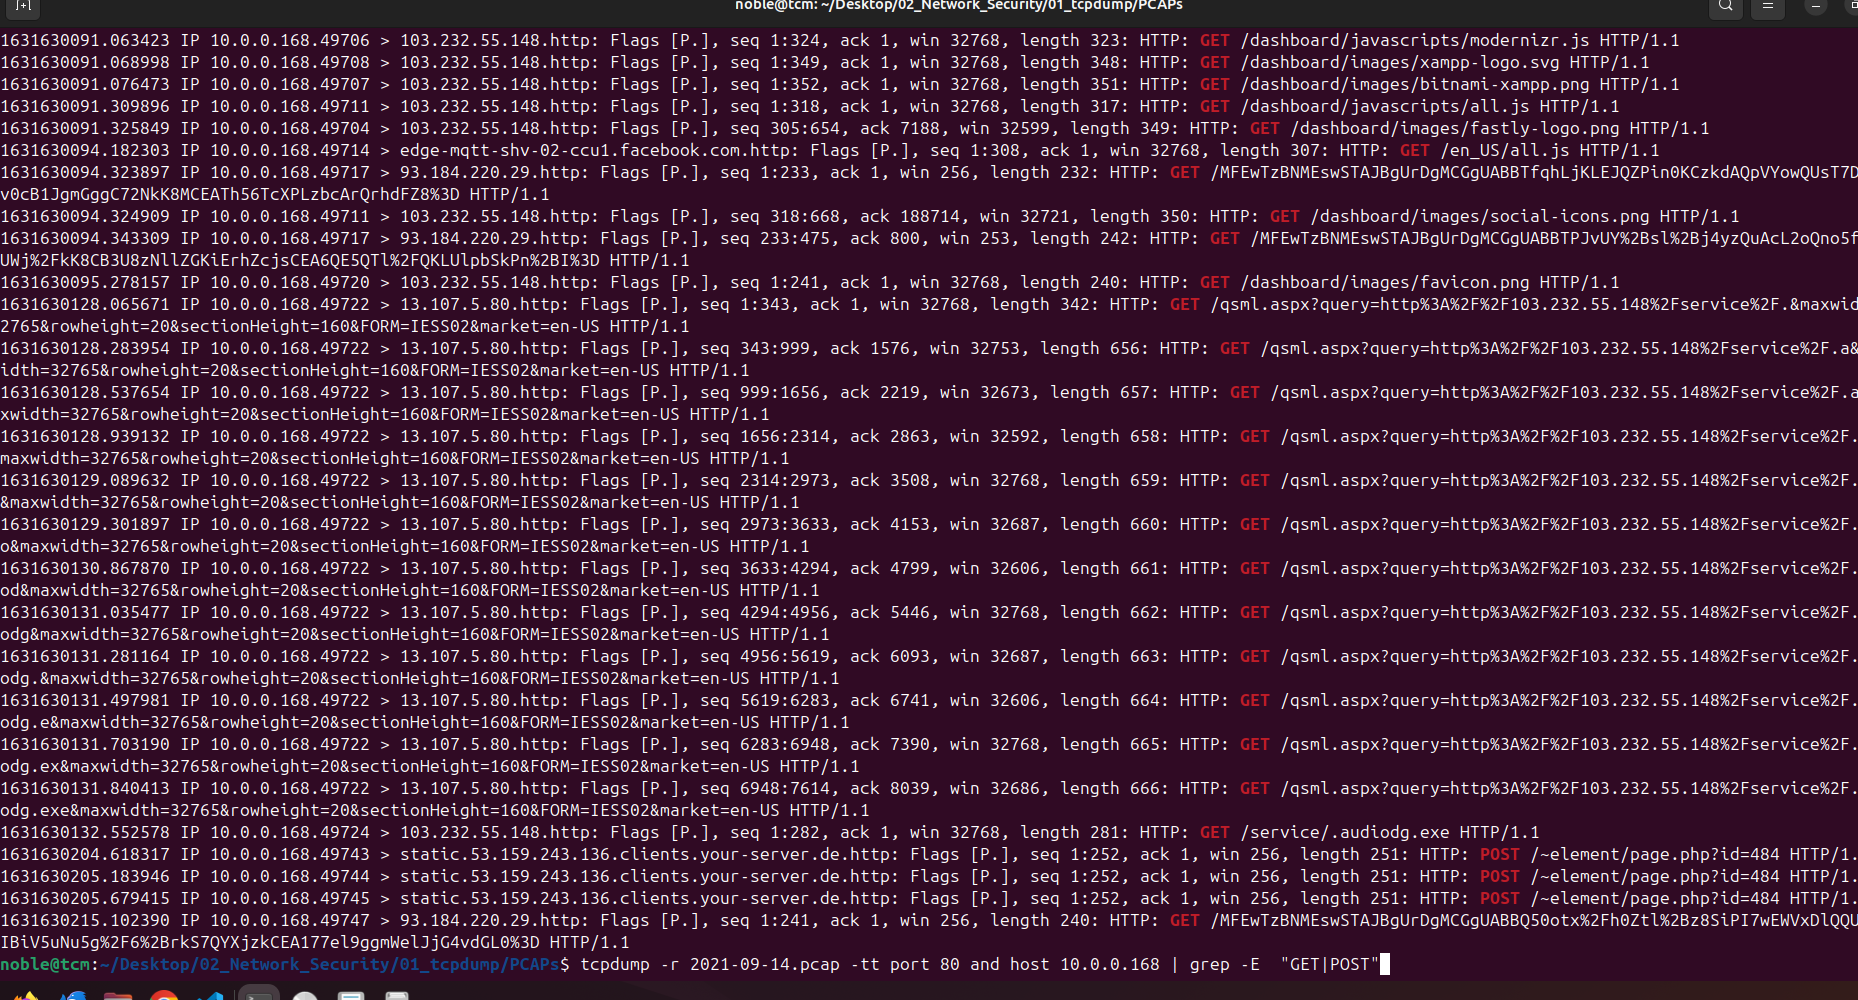 noble@tcm: ~/Desktop/02_Network_Security/01_tcpdump/PCAPs
1631630091.063423 IP 10.0.0.168.49706 > 103.232.55.148.http: Flags [P.], seq 1:324, ack 1, win 32768, length 323: HTTP: GET /dashboard/javascripts/modernizr.js HTTP/1.1
1631630091.068998 IP 10.0.0.168.49708 > 103.232.55.148.http: Flags [P.], seq 1:349, ack 1, win 32768, length 348: HTTP: GET /dashboard/images/xampp-logo.svg HTTP/1.1
1631630091.076473 IP 10.0.0.168.49707 > 103.232.55.148.http: Flags [P.], seq 1:352, ack 1, win 32768, length 351: HTTP: GET /dashboard/images/bitnami-xampp.png HTTP/1.1
1631630091.309896 IP 10.0.0.168.49711 > 103.232.55.148.http: Flags [P.], seq 1:318, ack 1, win 32768, length 317: HTTP: GET /dashboard/javascripts/all.js HTTP/1.1
1631630091.325849 IP 10.0.0.168.49704 > 103.232.55.148.http: Flags [P.], seq 305:654, ack 7188, win 32599, length 349: HTTP: GET /dashboard/images/fastly-logo.png HTTP/1.1
1631630094.182303 IP 10.0.0.168.49714 > edge-mqtt-shv-02-ccu1.facebook.com.http: Flags [P.], seq 1:308, ack 1, win 32768, length 307: HTTP: GET /en_US/all.js HTTP/1.1
1631630094.323897 IP 10.0.0.168.49717 > 93.184.220.29.http: Flags [P.], seq 1:233, ack 1, win 256, length 232: HTTP: GET /MFEwTzBNMEswSTAJBgUrDgMCGgUABBTfqhLjKLEJQZPin0KCzkdAQpVYowQUsT7D
v0cB1JgmGggC72NkK8MCEATh56TcXPLzbcArQrhdFZ8%3D HTTP/1.1
1631630094.324909 IP 10.0.0.168.49711 > 103.232.55.148.http: Flags [P.], seq 318:668, ack 188714, win 32721, length 350: HTTP: GET /dashboard/images/social-icons.png HTTP/1.1
1631630094.343309 IP 10.0.0.168.49717 > 93.184.220.29.http: Flags [P.], seq 233:475, ack 800, win 253, length 242: HTTP: GET /MFEwTzBNMEswSTAJBgUrDgMCGgUABBTPJvUY%2Bsl%2Bj4yzQuAcL2oQno5f
UWj%2FkK8CB3U8zNllZGKiErhZcjsCEA6QE5QTl%2FQKLUlpbSkPn%2BI%3D HTTP/1.1
1631630095.278157 IP 10.0.0.168.49720 > 103.232.55.148.http: Flags [P.], seq 1:241, ack 1, win 32768, length 240: HTTP: GET /dashboard/images/favicon.png HTTP/1.1
1631630128.065671 IP 10.0.0.168.49722 > 13.107.5.80.http: Flags [P.], seq 1:343, ack 1, win 32768, length 342: HTTP: GET /qsml.aspx?query=http%3A%2F%2F103.232.55.148%2Fservice%2F.&maxwid
2765&rowheight=20&sectionHeight=160&FORM=IESS02&market=en-US HTTP/1.1
1631630128.283954 IP 10.0.0.168.49722 > 13.107.5.80.http: Flags [P.], seq 343:999, ack 1576, win 32753, length 656: HTTP: GET /qsml.aspx?query=http%3A%2F%2F103.232.55.148%2Fservice%2F.a&
idth=32765&rowheight=20&sectionHeight=160&FORM=IESS02&market=en-US HTTP/1.1
1631630128.537654 IP 10.0.0.168.49722 > 13.107.5.80.http: Flags [P.], seq 999:1656, ack 2219, win 32673, length 657: HTTP: GET /qsml.aspx?query=http%3A%2F%2F103.232.55.148%2Fservice%2F.a
xwidth=32765&rowheight=20&sectionHeight=160&FORM=IESS02&market=en-US HTTP/1.1
1631630128.939132 IP 10.0.0.168.49722 > 13.107.5.80.http: Flags [P.], seq 1656:2314, ack 2863, win 32592, length 658: HTTP: GET /qsml.aspx?query=http%3A%2F%2F103.232.55.148%2Fservice%2F.
maxwidth=32765&rowheight=20&sectionHeight=160&FORM=IESS02&market=en-US HTTP/1.1
1631630129.089632 IP 10.0.0.168.49722 > 13.107.5.80.http: Flags [P.], seq 2314:2973, ack 3508, win 32768, length 659: HTTP: GET /qsml.aspx?query=http%3A%2F%2F103.232.55.148%2Fservice%2F.
&maxwidth=32765&rowheight=20&sectionHeight=160&FORM=IESS02&market=en-US HTTP/1.1
1631630129.301897 IP 10.0.0.168.49722 > 13.107.5.80.http: Flags [P.], seq 2973:3633, ack 4153, win 32687, length 660: HTTP: GET /qsml.aspx?query=http%3A%2F%2F103.232.55.148%2Fservice%2F.
o&maxwidth=32765&rowheight=20&sectionHeight=160&FORM=IESS02&market=en-US HTTP/1.1
1631630130.867870 IP 10.0.0.168.49722 > 13.107.5.80.http: Flags [P.], seq 3633:4294, ack 4799, win 32606, length 661: HTTP: GET /qsml.aspx?query=http%3A%2F%2F103.232.55.148%2Fservice%2F.
od&maxwidth=32765&rowheight=20&sectionHeight=160&FORM=IESS02&market=en-US HTTP/1.1
1631630131.035477 IP 10.0.0.168.49722 > 13.107.5.80.http: Flags [P.], seq 4294:4956, ack 5446, win 32768, length 662: HTTP: GET /qsml.aspx?query=http%3A%2F%2F103.232.55.148%2Fservice%2F.
odg&maxwidth=32765&rowheight=20&sectionHeight=160&FORM=IESS02&market=en-US HTTP/1.1
1631630131.281164 IP 10.0.0.168.49722 > 13.107.5.80.http: Flags [P.], seq 4956:5619, ack 6093, win 32687, length 663: HTTP: GET /qsml.aspx?query=http%3A%2F%2F103.232.55.148%2Fservice%2F.
odg.&maxwidth=32765&rowheight=20&sectionHeight=160&FORM=IESS02&market=en-US HTTP/1.1
1631630131.497981 IP 10.0.0.168.49722 > 13.107.5.80.http: Flags [P.], seq 5619:6283, ack 6741, win 32606, length 664: HTTP: GET /qsml.aspx?query=http%3A%2F%2F103.232.55.148%2Fservice%2F.
odg.e&maxwidth=32765&rowheight=20&sectionHeight=160&FORM=IESS02&market=en-US HTTP/1.1
1631630131.703190 IP 10.0.0.168.49722 > 13.107.5.80.http: Flags [P.], seq 6283:6948, ack 7390, win 32768, length 665: HTTP: GET /qsml.aspx?query=http%3A%2F%2F103.232.55.148%2Fservice%2F.
odg.ex&maxwidth=32765&rowheight=20&sectionHeight=160&FORM=IESS02&market=en-US HTTP/1.1
1631630131.840413 IP 10.0.0.168.49722 > 13.107.5.80.http: Flags [P.], seq 6948:7614, ack 8039, win 32686, length 666: HTTP: GET /qsml.aspx?query=http%3A%2F%2F103.232.55.148%2Fservice%2F.
odg.exe&maxwidth=32765&rowheight=20&sectionHeight=160&FORM=IESS02&market=en-US HTTP/1.1
1631630132.552578 IP 10.0.0.168.49724 > 103.232.55.148.http: Flags [P.], seq 1:282, ack 1, win 32768, length 281: HTTP: GET /service/.audiodg.exe HTTP/1.1
1631630204.618317 IP 10.0.0.168.49743 > static.53.159.243.136.clients.your-server.de.http: Flags [P.], seq 1:252, ack 1, win 256, length 251: HTTP: POST /~element/page.php?id=484 HTTP/1.
1631630205.183946 IP 10.0.0.168.49744 > static.53.159.243.136.clients.your-server.de.http: Flags [P.], seq 1:252, ack 1, win 256, length 251: HTTP: POST /~element/page.php?id=484 HTTP/1.
1631630205.679415 IP 10.0.0.168.49745 > static.53.159.243.136.clients.your-server.de.http: Flags [P.], seq 1:252, ack 1, win 256, length 251: HTTP: POST /~element/page.php?id=484 HTTP/1.
1631630215.102390 IP 10.0.0.168.49747 > 93.184.220.29.http: Flags [P.], seq 1:241, ack 1, win 256, length 240: HTTP: GET /MFEwTzBNMEswSTAJBgUrDgMCGgUABBQ50otx%2Fh0Ztl%2Bz8SiPI7wEWVxDlQQU
IBiV5uNu5g%2F6%2BrkS7QYXjzkCEA177el9ggmWelJjG4vdGL0%3D HTTP/1.1
noble@tcm:~/Desktop/02_Network_Security/01_tcpdump/PCAPs$ tcpdump -r 2021-09-14.pcap -tt port 80 and host 10.0.0.168 | grep -E  "GET|POST"